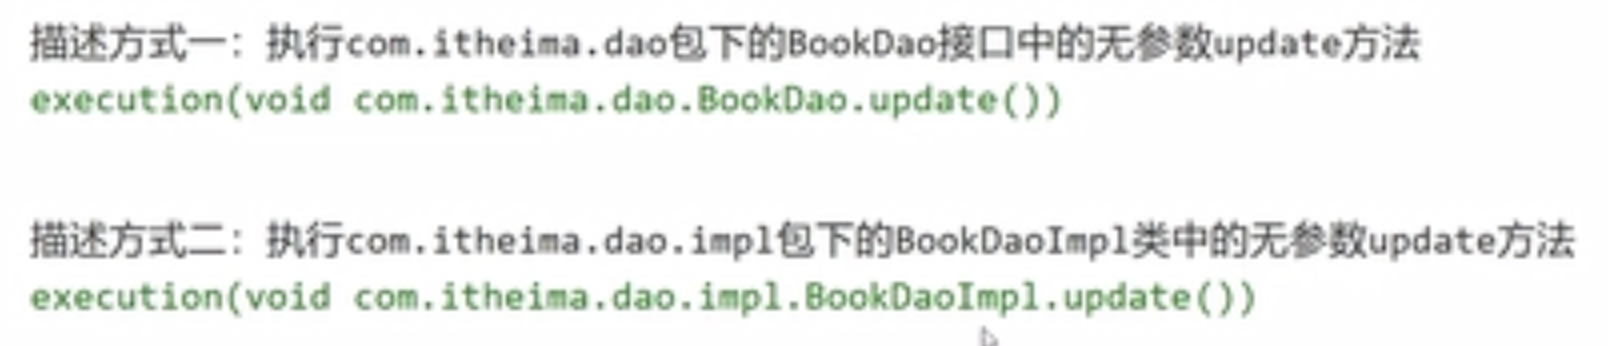 描述方式一：执行com.itheima.dao包下的BookDao接口中的无参数update方法
execution(void com.itheima.dao.BookDao.update())
描述方式二：执行com.itheima.dao.impl包下的BookDaoImpl类中的无参数update方法
execution(void com.itheima.dao.impl.BookDaoImpl.update())